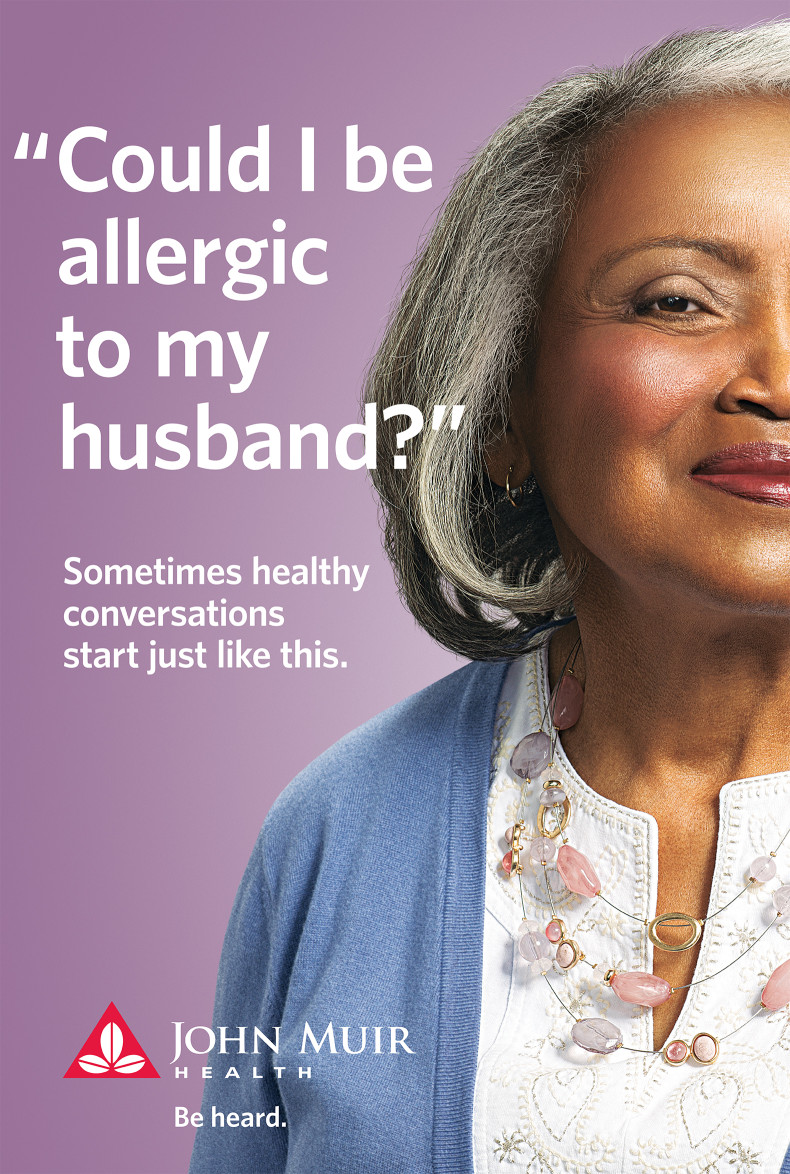 “Could I be
allergic
to my
husband?”
Sometimes healthy
conversations
start just like this.
JOHN MUIR
HEALTH
Be heard.